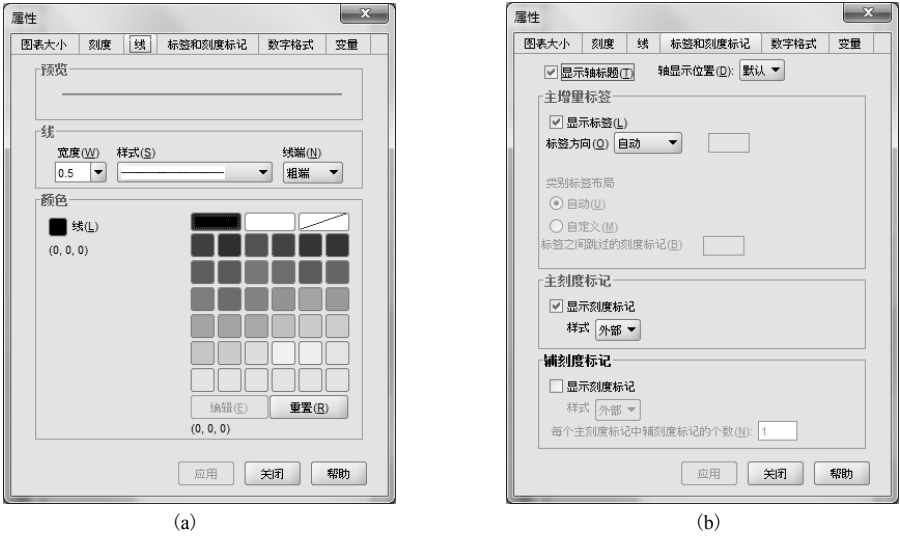 属性
图表大小 刻度 线 标签和刻度标记 数字格式 变量
预览
线
宽度(W) 样式(S) 线端(N)
0.5 粗端
颜色
线(L)
(0, 0, 0)
编辑(E) 重置(R)
(0, 0, 0)
应用 关闭 帮助
(a)
属性
图表大小 刻度 线 标签和刻度标记 数字格式 变量
显示轴标题(T) 轴显示位置(D): 默认
主增量标签
显示标签(L)
标签方向(O) 自动
类别标签布局
自动(U)
自定义(M)
标签之间跳过的刻度标记(B)
主刻度标记
显示刻度标记
样式 外部
辅刻度标记
显示刻度标记
样式 外部
每个主刻度标记中辅刻度标记的个数(N): 1
应用 关闭 帮助
(b)